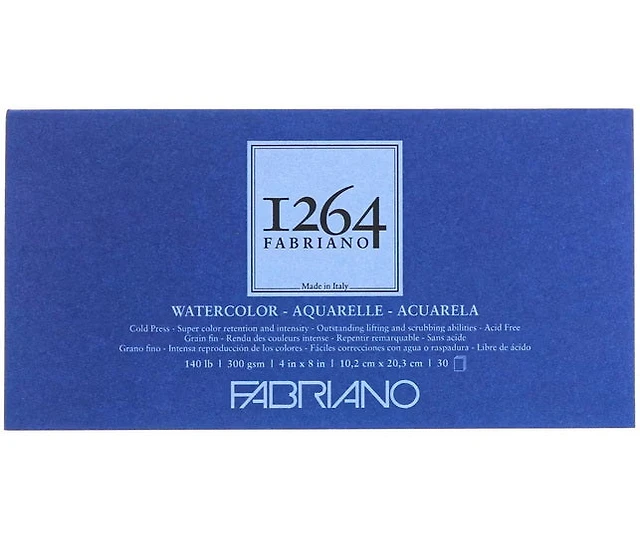 1264
FABRIANO
Made in Italy
WATERCOLOR - AQUARELLE - ACUARELA
Cold Press - Super color retention and intensity - Outstanding lifting and scrubbing abilities - Acid Free
Grain fin - Rendu des couleurs intense - Repentir remarquable - Sans acide
Grano fino - Intensa reproducción de los colores - Fáciles correcciones con agua o raspadura - Libre de ácido
140 lb | 300 gsm | 4 in x 8 in | 10,2 cm x 20,3 cm | 30
FABRIANO